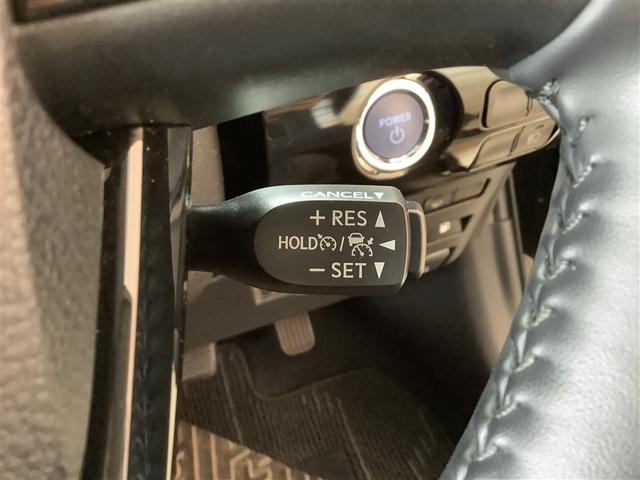 POWER
CANCEL▼
+ RES ▲
HOLD / ◀
− SET ▼